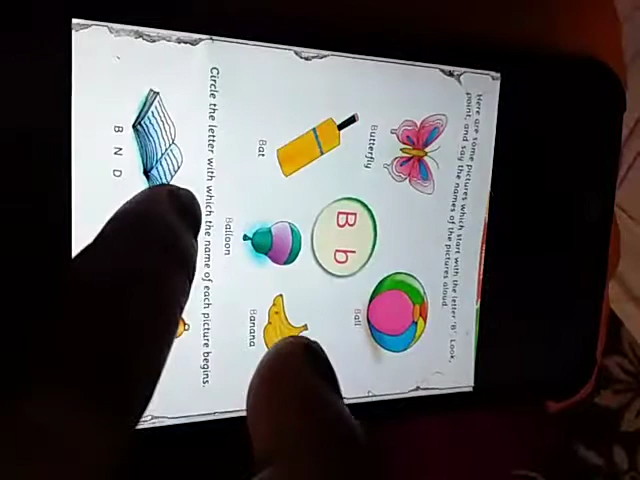 Here are some pictures which start with the letter 'B'. Look,
point, and say the names of the pictures aloud.
Butterfly
Ball
B b
Bat
Balloon
Banana
Circle the letter with which the name of each picture begins.
B N D